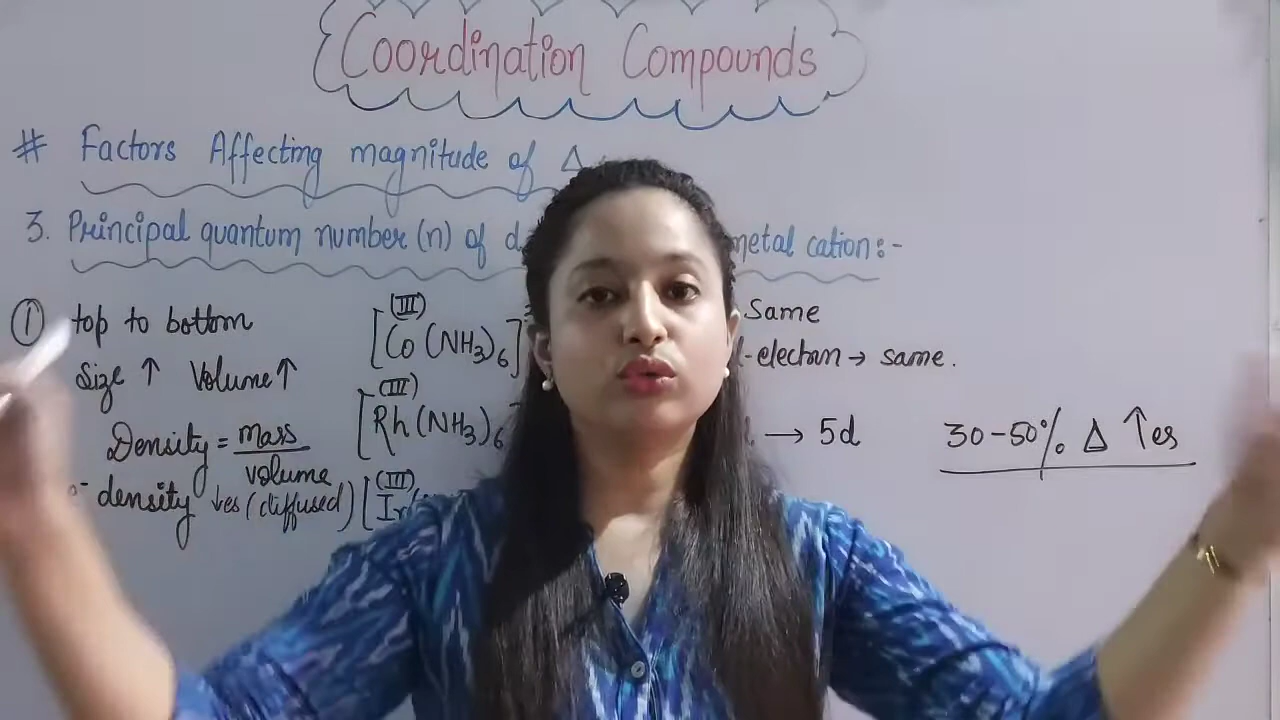 Coordination Compounds
# Factors Affecting magnitude of Δ
3. Principal quantum number (n) of d metal cation:-
① top to bottom
Size ↑ Volume ↑
Density = mass / volume
e⁻ density ↓es (diffused)
[Co(NH3)6]
(III)
[Rh(NH3)6
(III)
[Ir(
(III)
Same
-electron → same.
→ 5d
30-50% Δ ↑es